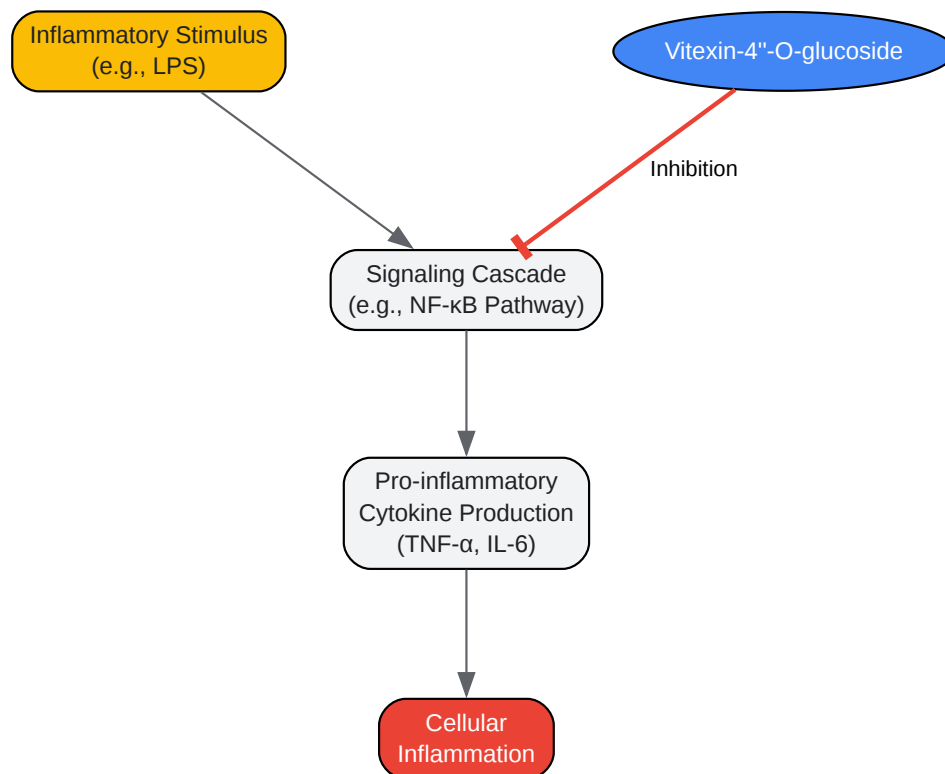 Inflammatory Stimulus
(e.g., LPS)
Vitexin-4"-O-glucoside
Inhibition
Signaling Cascade
(e.g., NF-κB Pathway)
Pro-inflammatory
Cytokine Production
(TNF-α, IL-6)
Cellular
Inflammation